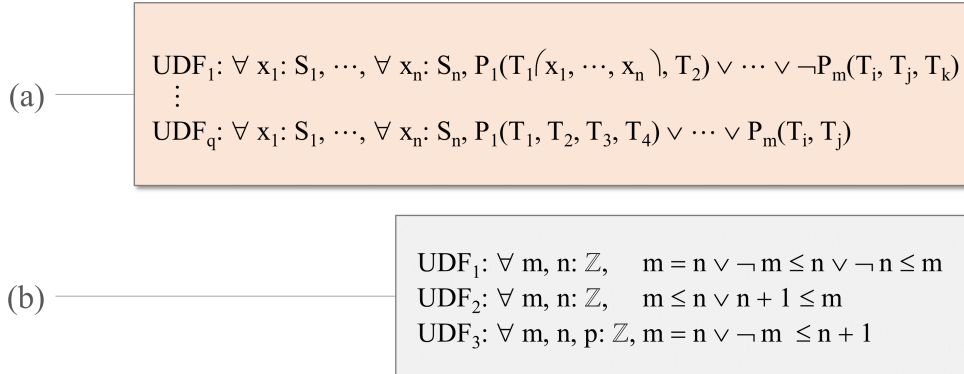 (a)
UDF₁: ∀ x₁: S₁, ⋯, ∀ xₙ: Sₙ, P₁(T₁(x₁, ⋯, xₙ), T₂) ∨ ⋯ ∨ ¬Pₘ(Tᵢ, Tⱼ, Tₖ)
⋮
UDF_q: ∀ x₁: S₁, ⋯, ∀ xₙ: Sₙ, P₁(T₁, T₂, T₃, T₄) ∨ ⋯ ∨ Pₘ(Tᵢ, Tⱼ)
(b)
UDF₁: ∀ m, n: ℤ, m = n ∨ ¬ m ≤ n ∨ ¬ n ≤ m
UDF₂: ∀ m, n: ℤ, m ≤ n ∨ n + 1 ≤ m
UDF₃: ∀ m, n, p: ℤ, m = n ∨ ¬ m ≤ n + 1